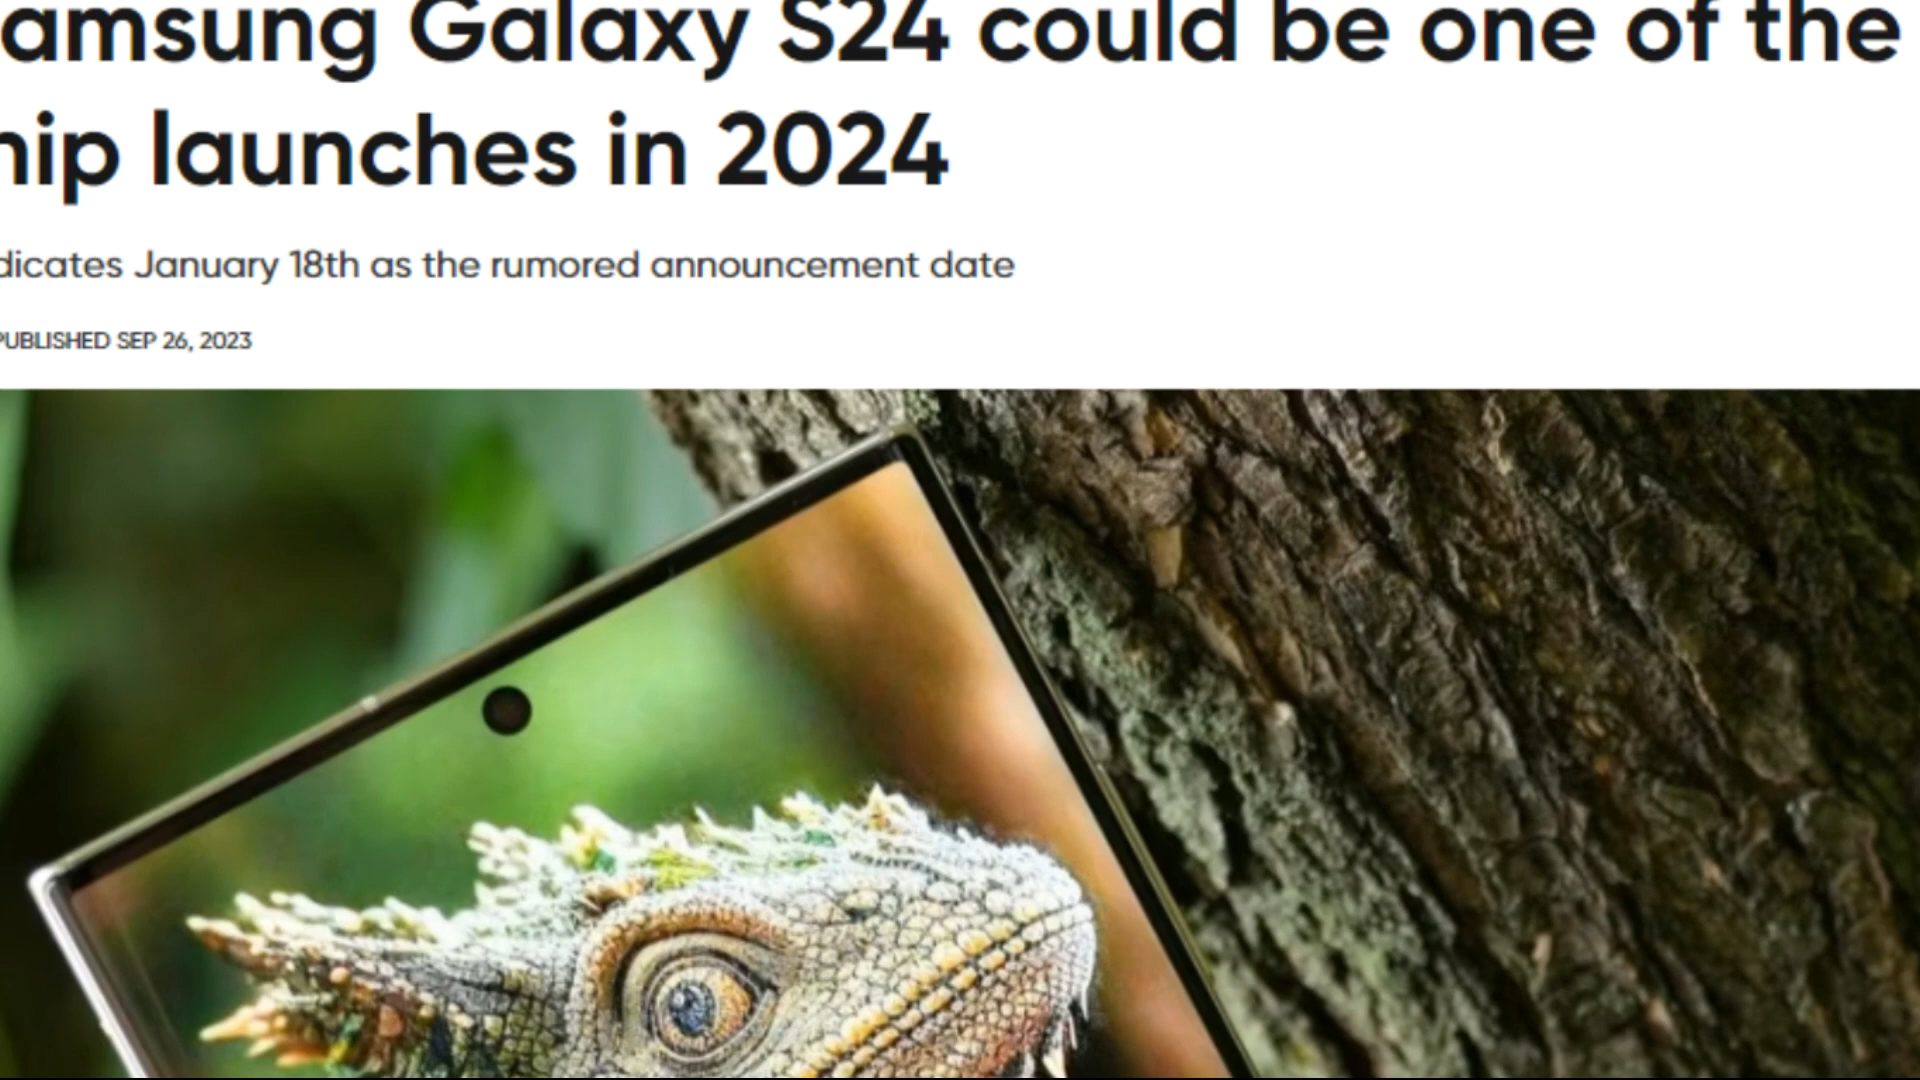 amsung Galaxy S24 could be one of the
hip launches in 2024
dicates January 18th as the rumored announcement date
PUBLISHED SEP 26, 2023